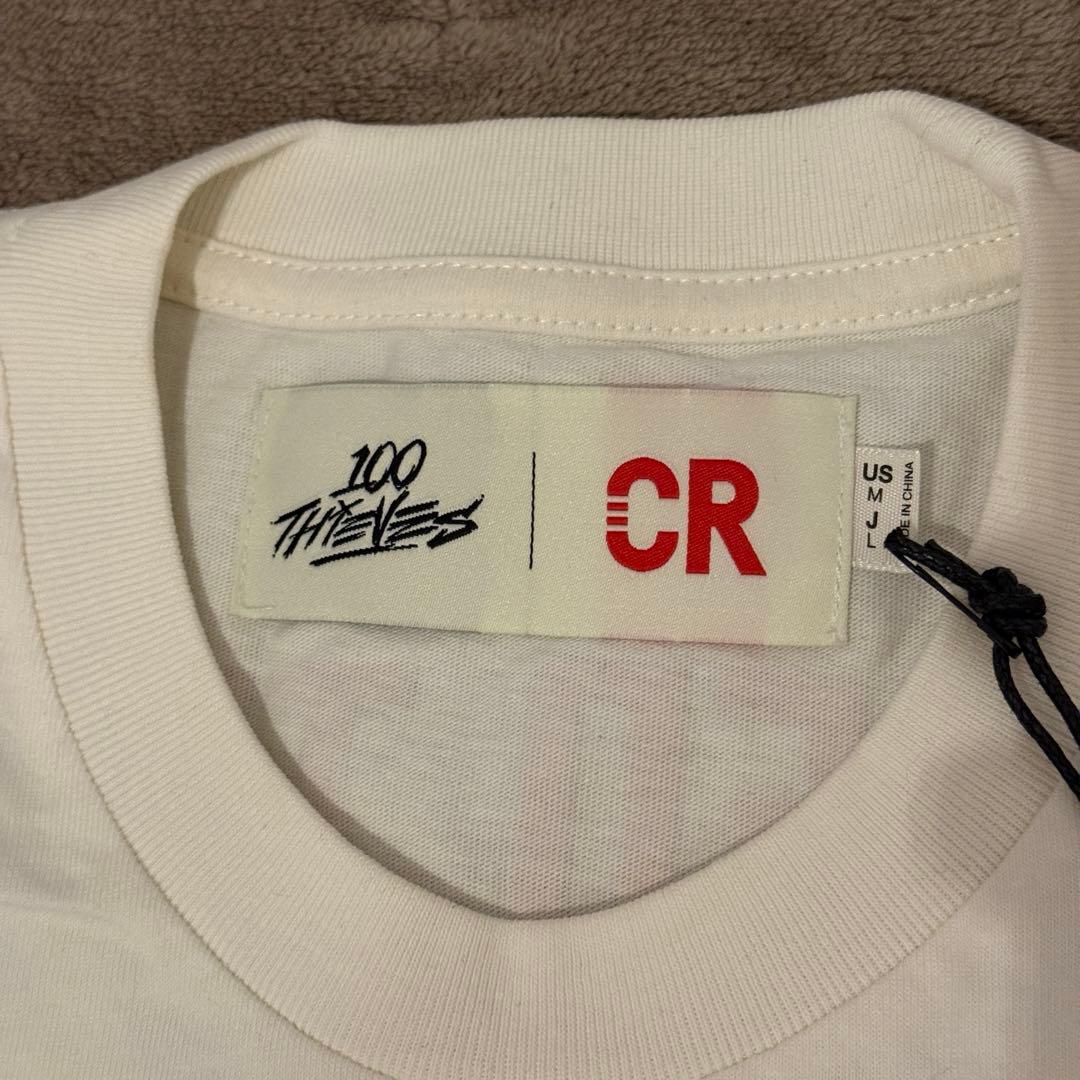 100
THIEVES
CR
US
M
J
L
DE IN CHINA